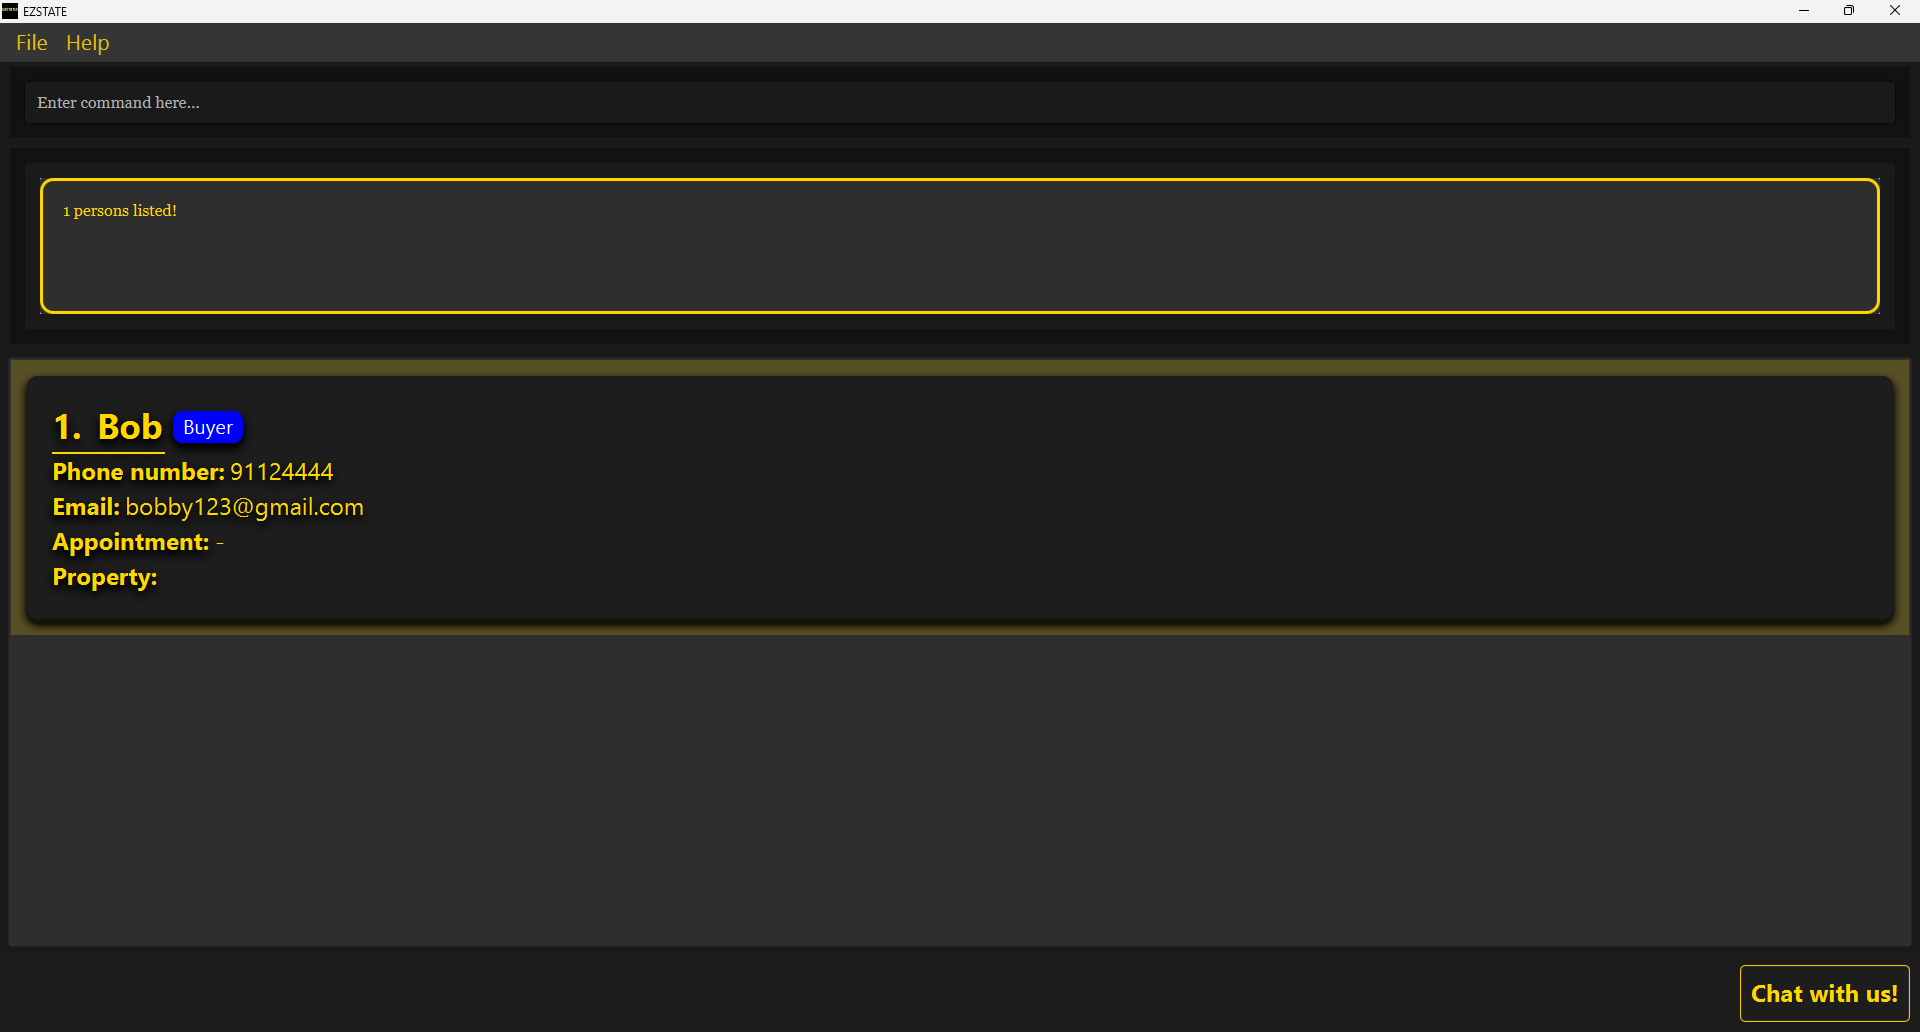 EZSTATE
File Help
Enter command here...
1 persons listed!
1. Bob Buyer
Phone number: 91124444
Email: bobby123@gmail.com
Appointment: -
Property:
Chat with us!